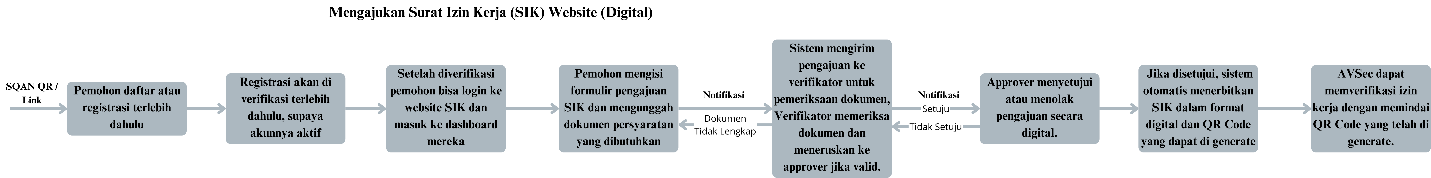 Mengajukan Surat Izin Kerja (SIK) Website (Digital)
SQAN QR /
Link
Pemohon daftar atau
registrasi terlebih
dahulu
Registrasi akan di
verifikasi terlebih
dahulu, supaya
akunnya aktif
Setelah diverifikasi
pemohon bisa login ke
website SIK dan
masuk ke dashboard
mereka
Pemohon mengisi
formulir pengajuan
SIK dan mengunggah
dokumen persyaratan
yang dibutuhkan
Notifikasi
Dokumen
Tidak Lengkap
Sistem mengirim
pengajuan ke
verifikator untuk
pemeriksaan dokumen,
Verifikator memeriksa
dokumen dan
meneruskan ke
approver jika valid.
Notifikasi
Setuju
Tidak Setuju
Approver menyetujui
atau menolak
pengajuan secara
digital.
Jika disetujui, sistem
otomatis menerbitkan
SIK dalam format
digital dan QR Code
yang dapat di generate
AVSec dapat
memverifikasi izin
kerja dengan memindai
QR Code yang telah di
generate.